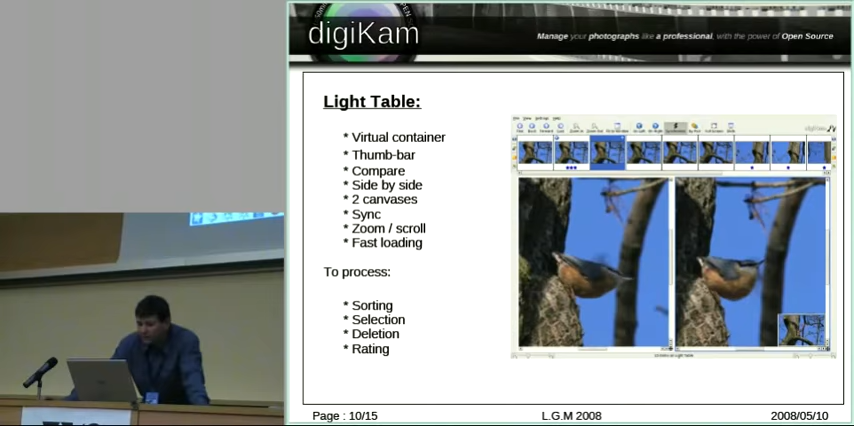 digiKam
Manage your photographs like a professional, with the power of Open Source
Light Table:
* Virtual container
* Thumb-bar
* Compare
* Side by side
* 2 canvases
* Sync
* Zoom / scroll
* Fast loading
To process:
* Sorting
* Selection
* Deletion
* Rating
Page : 10/15
L.G.M 2008
2008/05/10